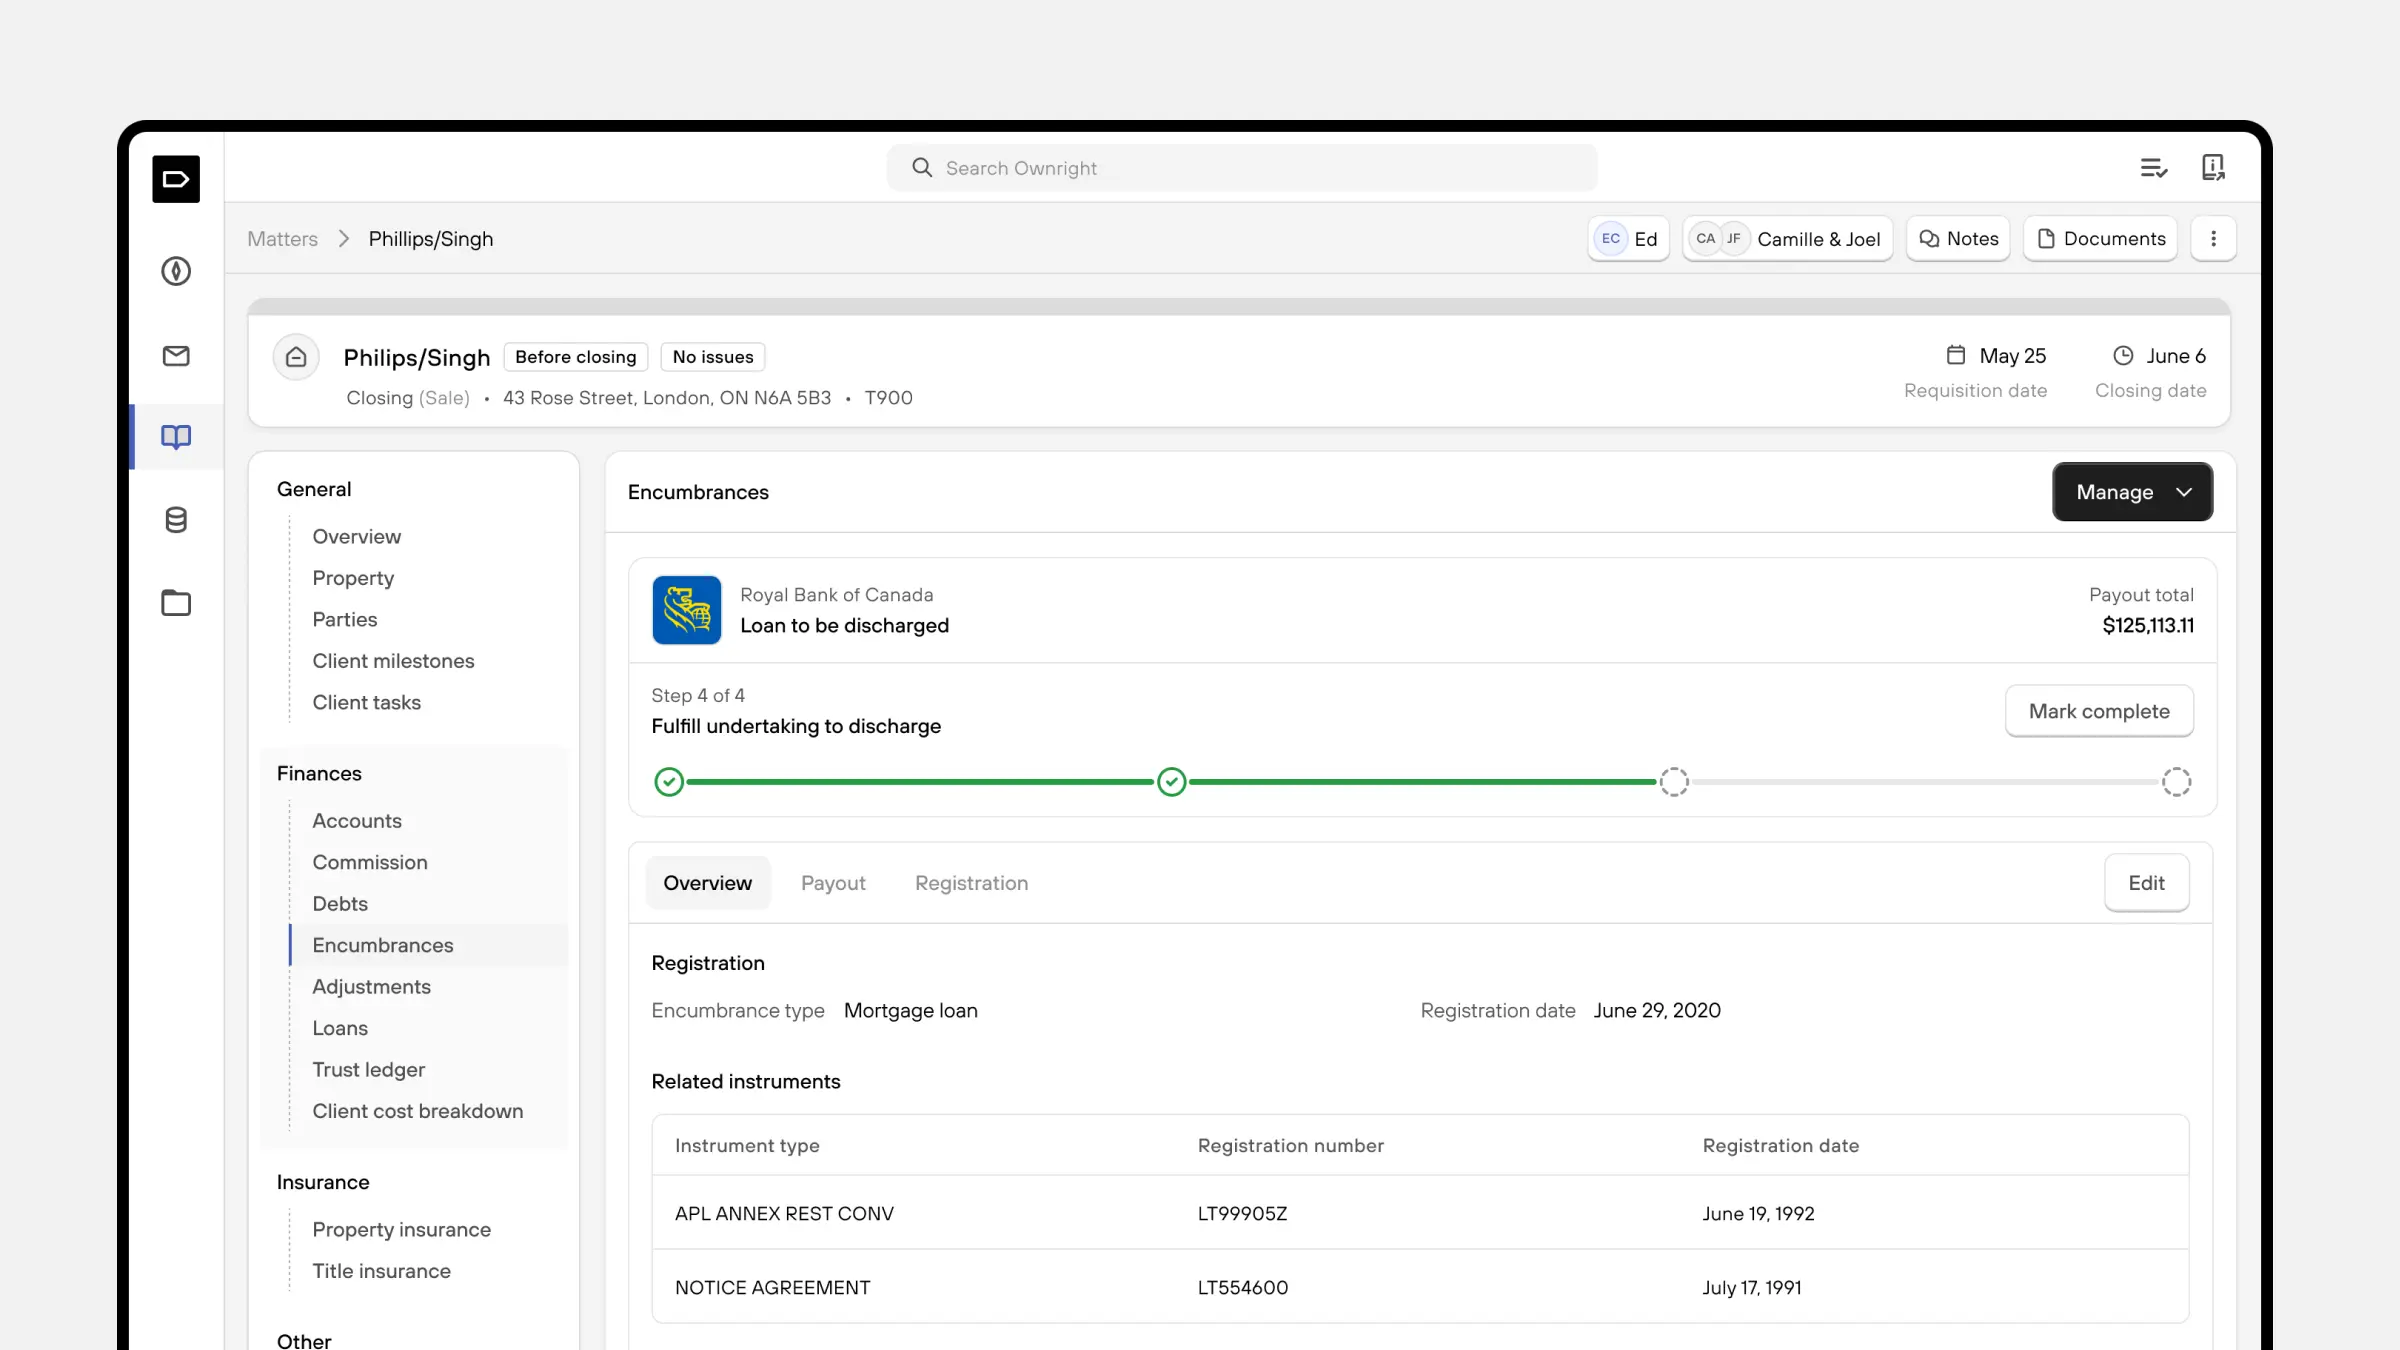 Search Ownright
Matters > Phillips/Singh
EC Ed
CA JF Camille & Joel
Notes
Documents
Philips/Singh
Before closing
No issues
Closing (Sale) • 43 Rose Street, London, ON N6A 5B3 • T900
May 25
Requisition date
June 6
Closing date
General
Overview
Property
Parties
Client milestones
Client tasks
Finances
Accounts
Commission
Debts
Encumbrances
Adjustments
Loans
Trust ledger
Client cost breakdown
Insurance
Property insurance
Title insurance
Other
Encumbrances
Manage
Royal Bank of Canada
Loan to be discharged
Payout total
$125,113.11
Step 4 of 4
Fulfill undertaking to discharge
Mark complete
Overview
Payout
Registration
Edit
Registration
Encumbrance type Mortgage loan
Registration date June 29, 2020
Related instruments
Instrument type Registration number Registration date
APL ANNEX REST CONV LT99905Z June 19, 1992
NOTICE AGREEMENT LT554600 July 17, 1991